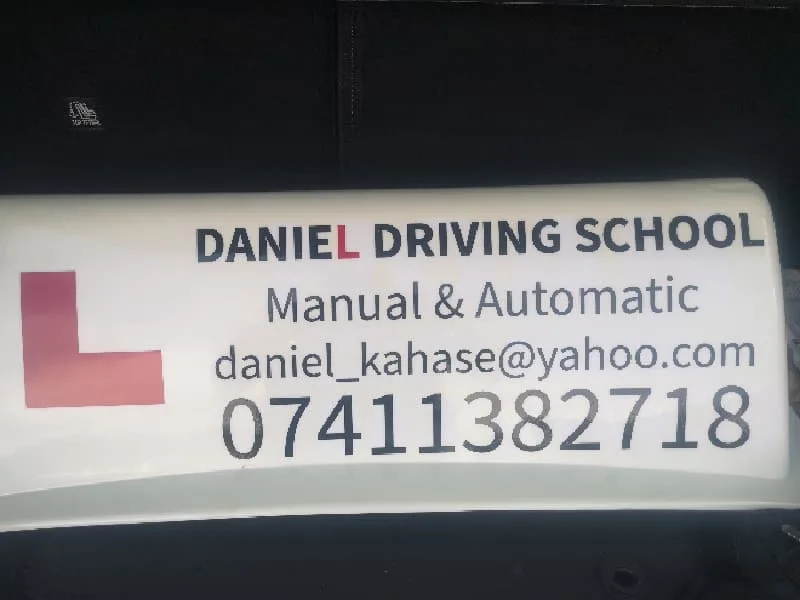 DANIEL DRIVING SCHOOL
Manual & Automatic
daniel_kahase@yahoo.com
07411382718